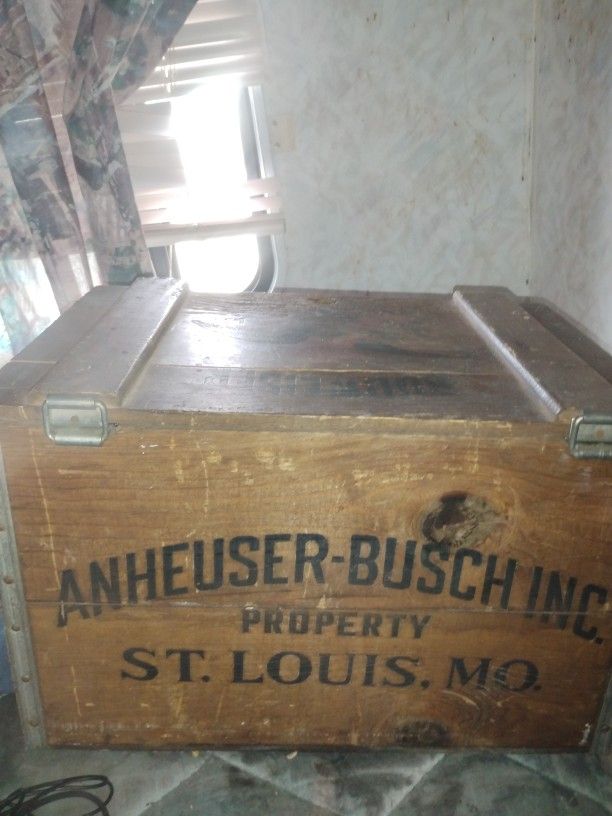 ANHEUSER-BUSCH INC.
PROPERTY
ST. LOUIS, MO.